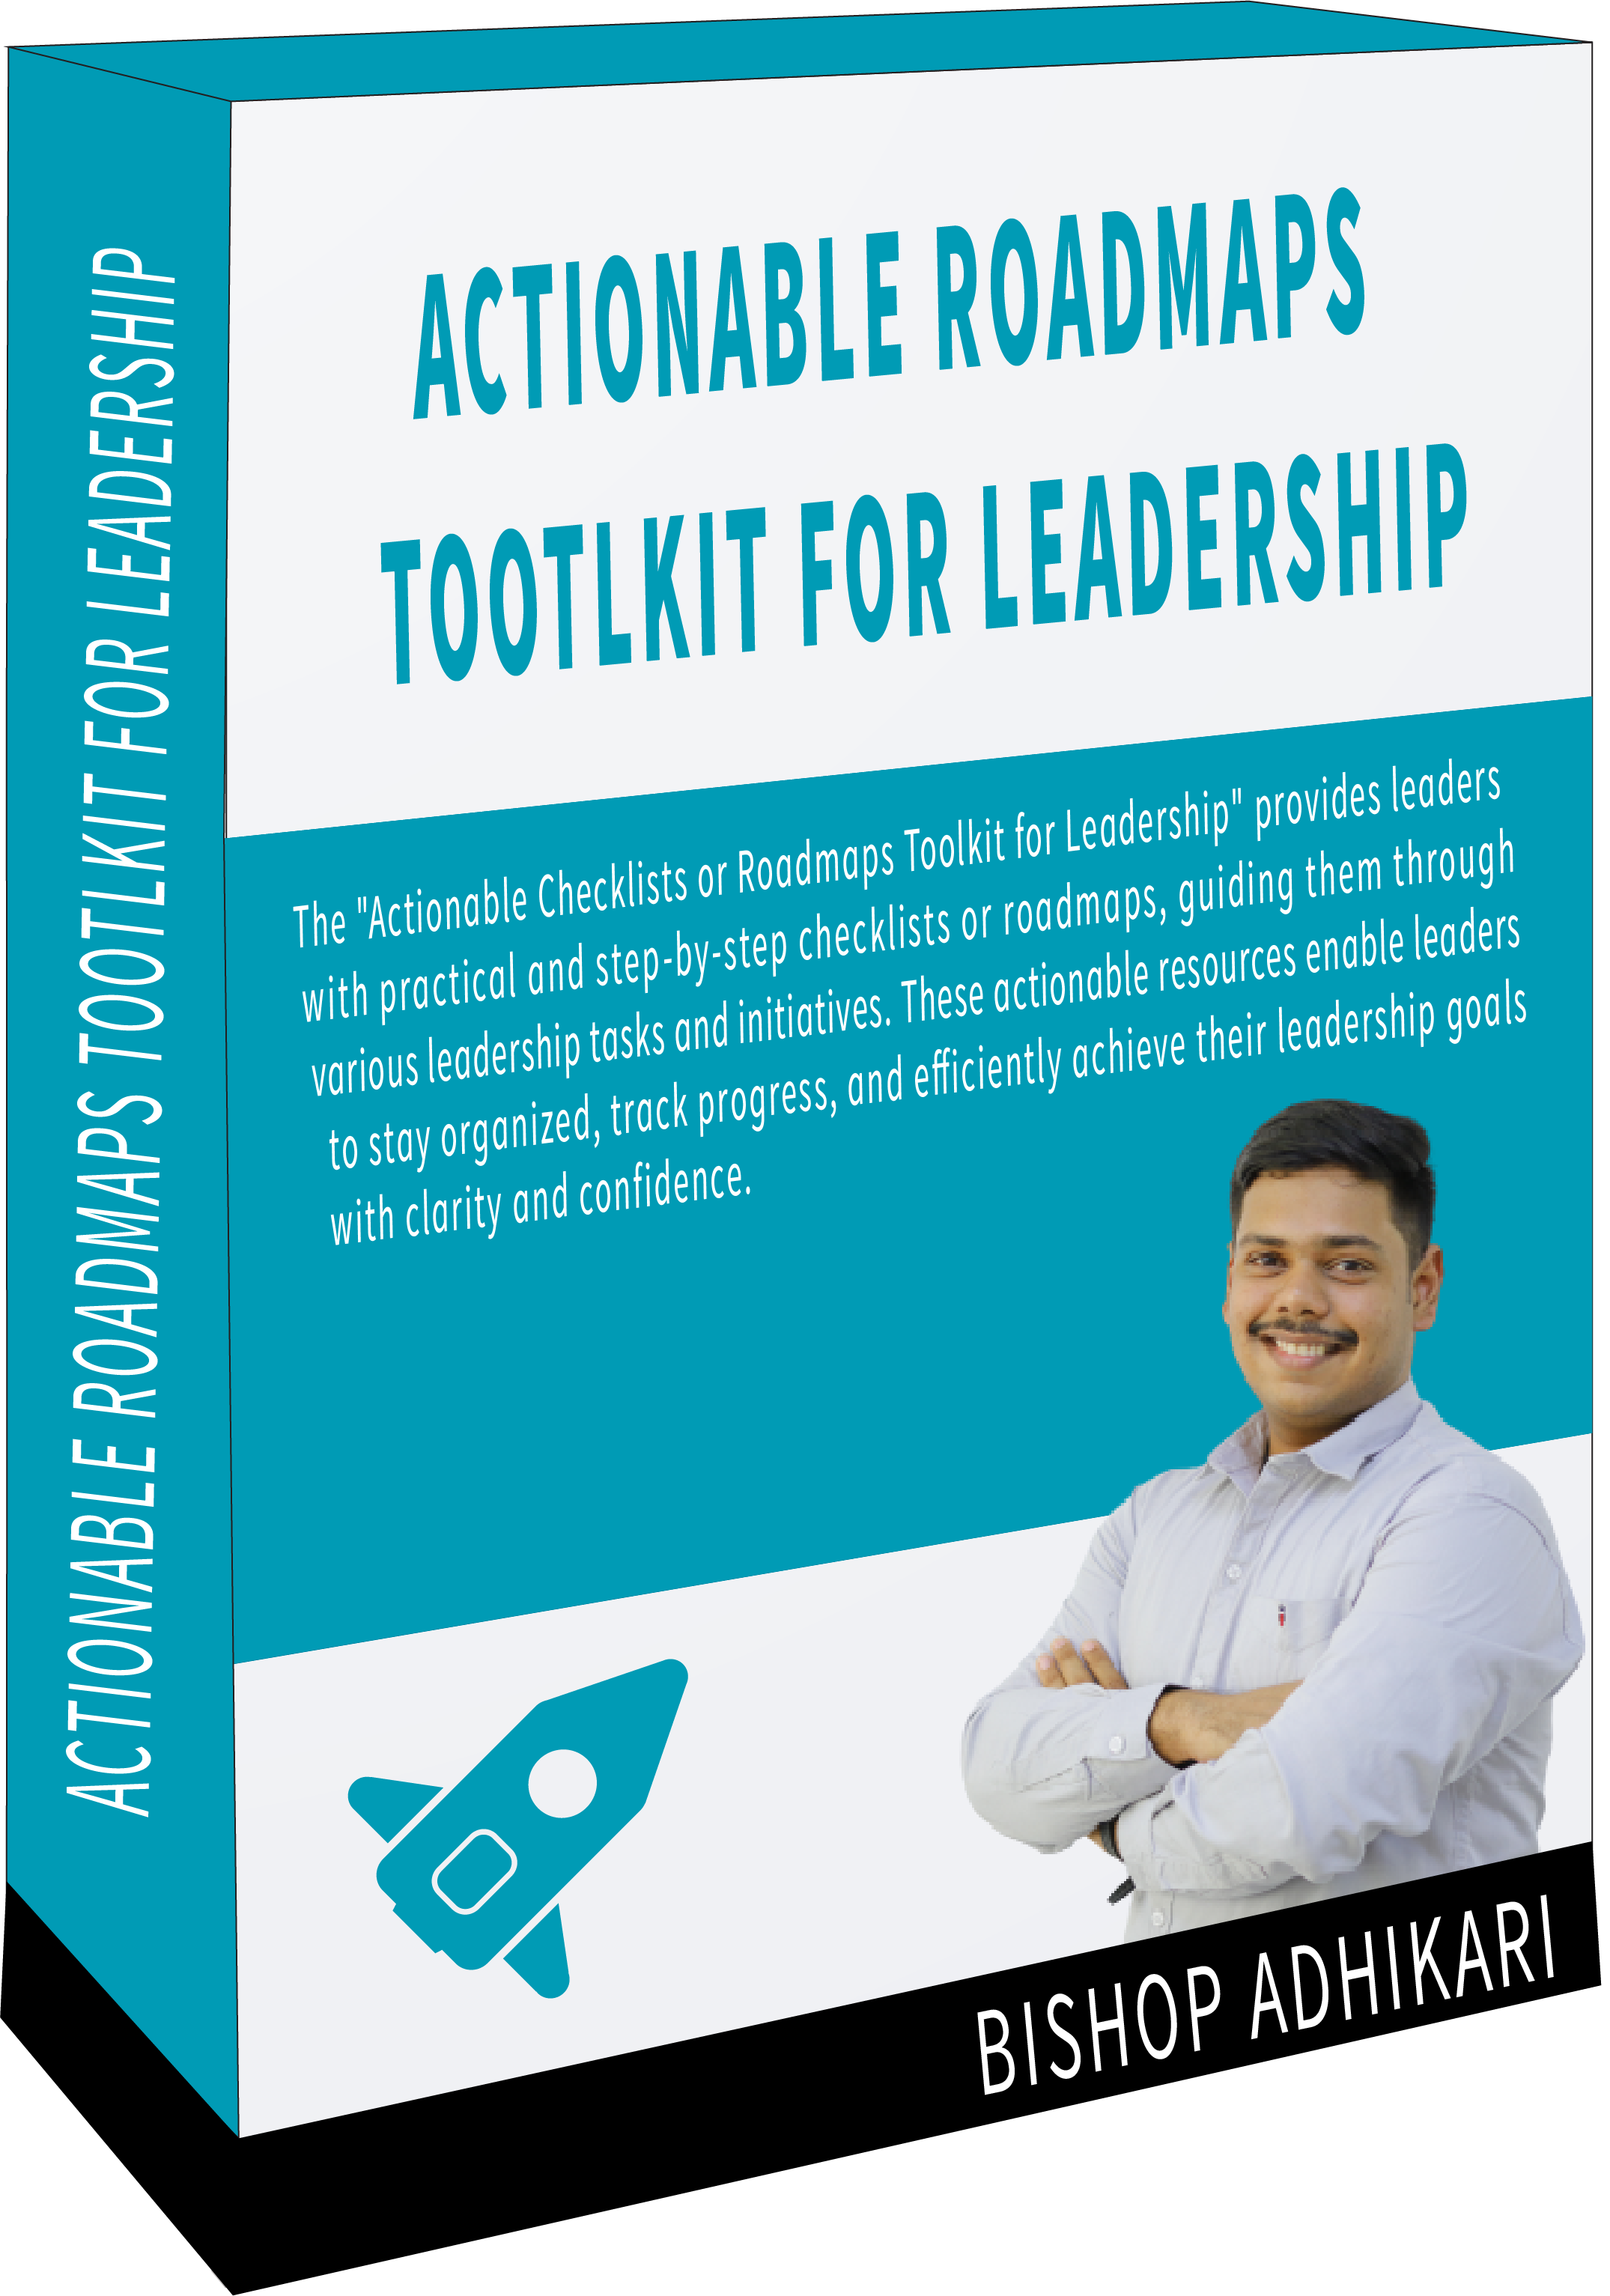 ACTIONABLE ROADMAPS TOOTLKIT FOR LEADERSHIP
ACTIONABLE ROADMAPS
TOOTLKIT FOR LEADERSHIP
The "Actionable Checklists or Roadmaps Toolkit for Leadership" provides leaders
with practical and step-by-step checklists or roadmaps, guiding them through
various leadership tasks and initiatives. These actionable resources enable leaders
to stay organized, track progress, and efficiently achieve their leadership goals
with clarity and confidence.
BISHOP ADHIKARI